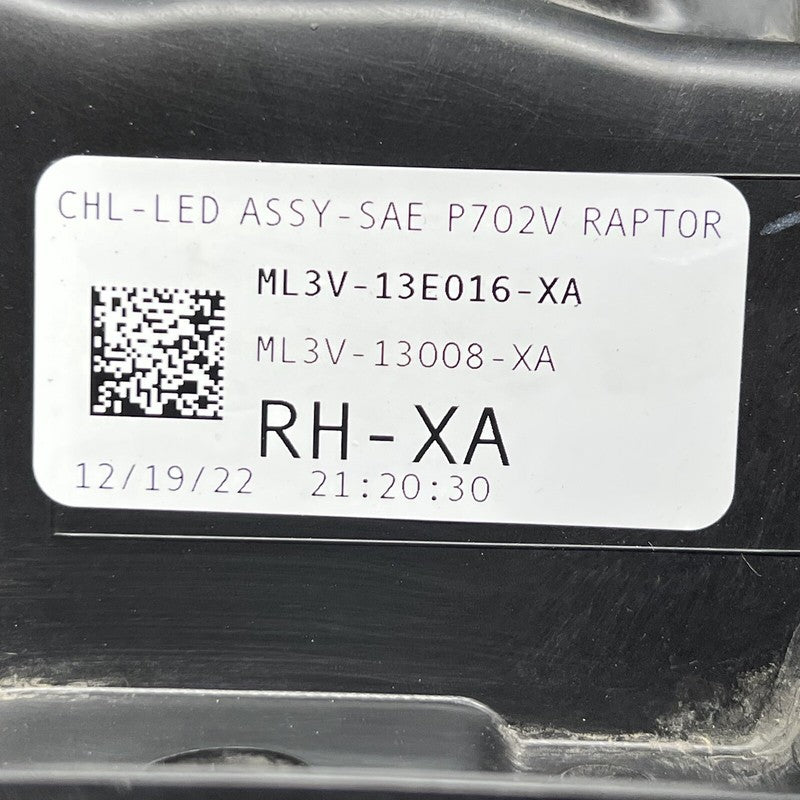 CHL-LED ASSY-SAE P702V RAPTOR
ML3V-13E016-XA
ML3V-13008-XA
RH-XA
12/19/22 21:20:30